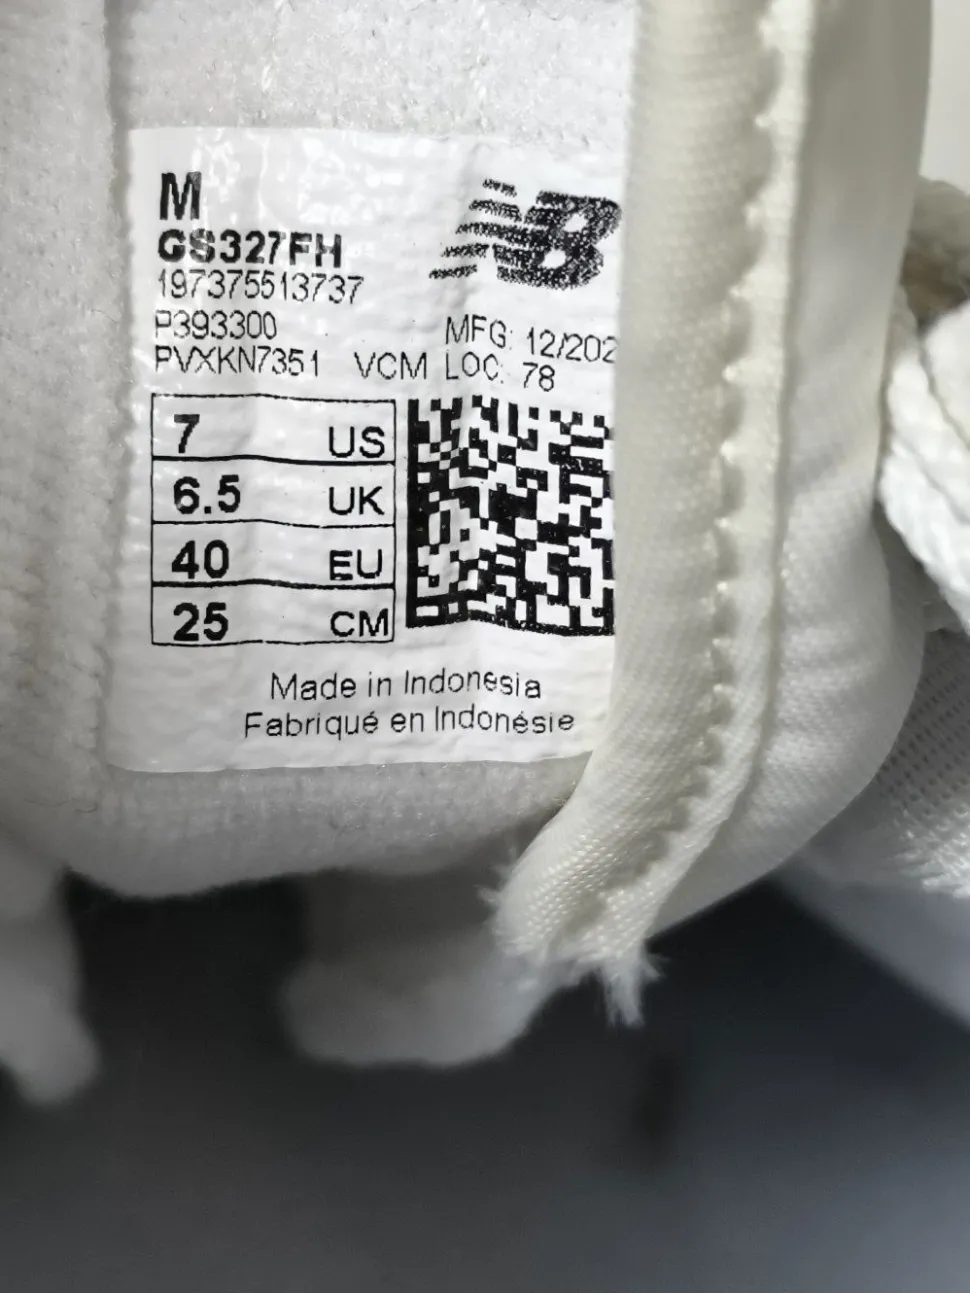 M
GS327FH
197375513737
P393300
PVXKN7351 VCM
NB
MFG: 12/202
LOC: 78
7 US
6.5 UK
40 EU
25 CM
Made in Indonesia
Fabriqué en Indonésie